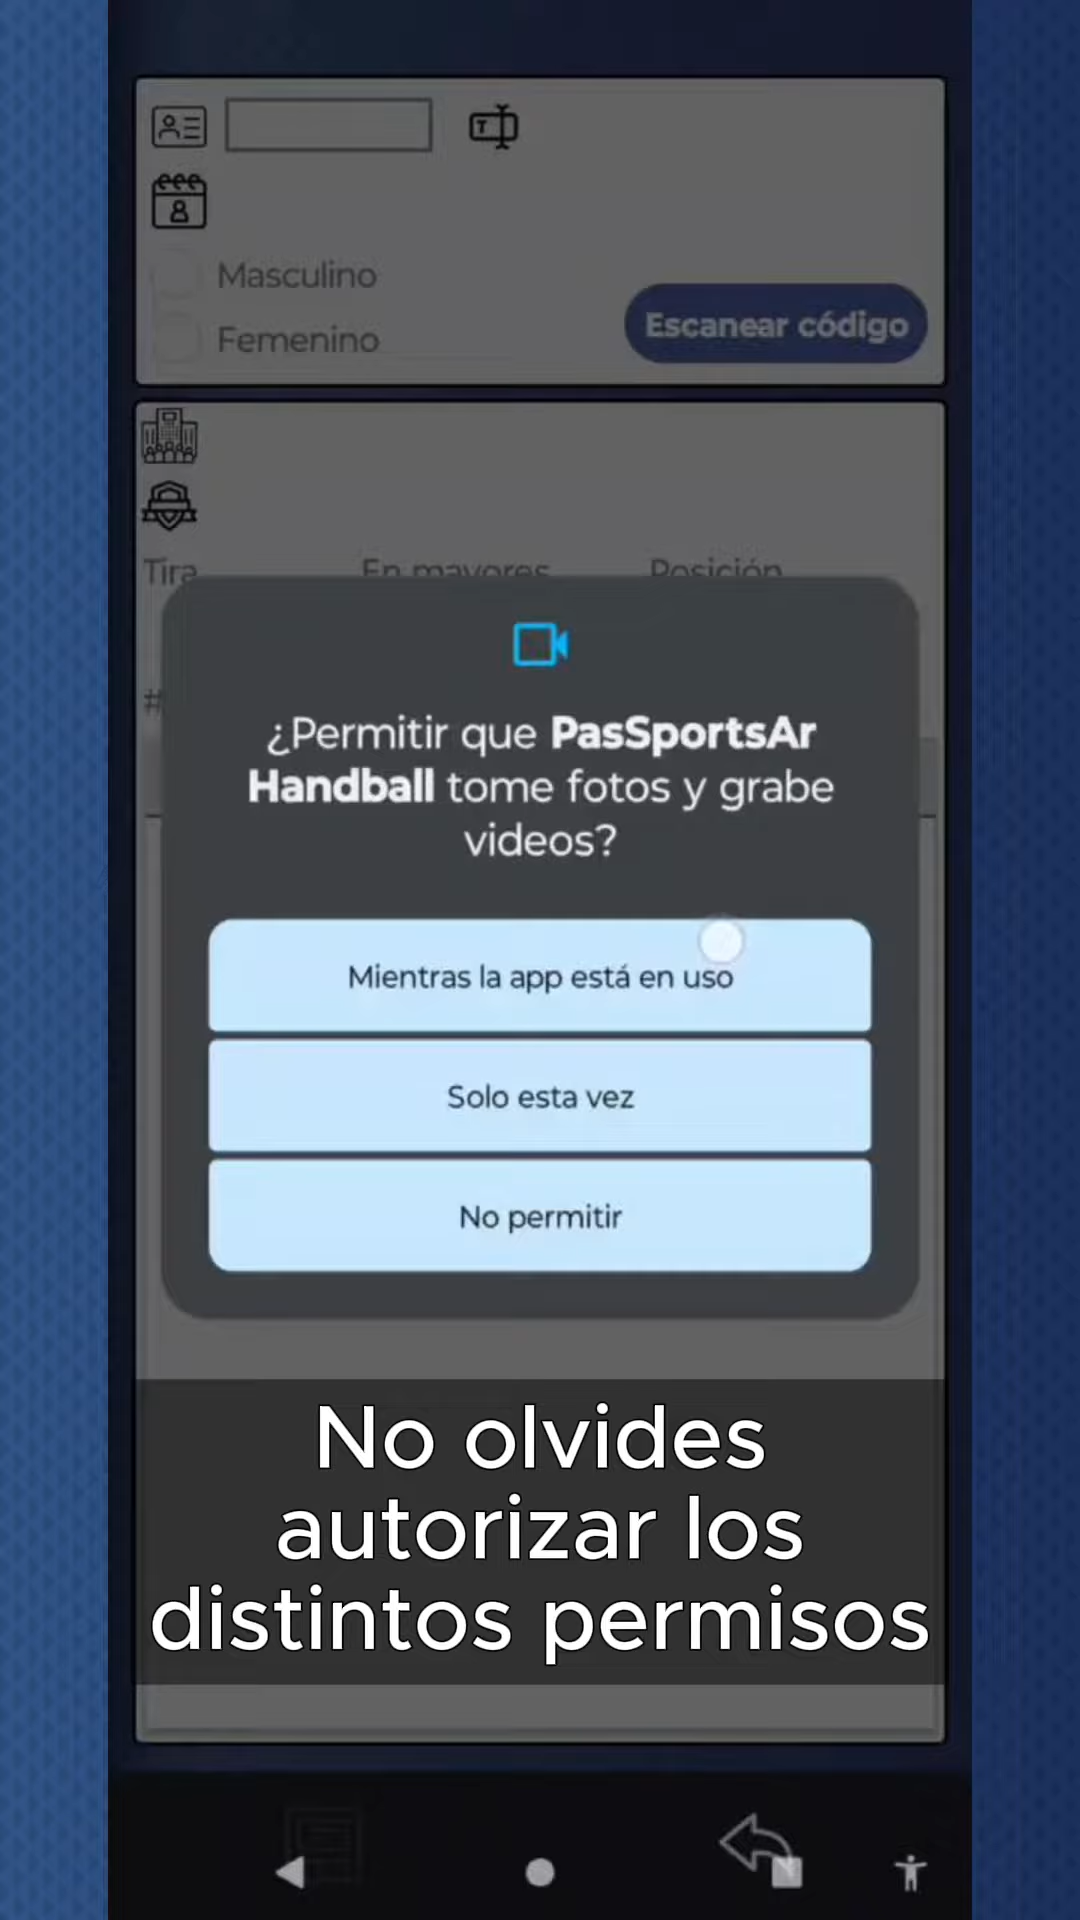 Masculino
Femenino
Escanear código
Tira
En mayores
Posición
#
¿Permitir que PasSportsAr
Handball tome fotos y grabe
videos?
Mientras la app está en uso
Solo esta vez
No permitir
No olvides
autorizar los
distintos permisos